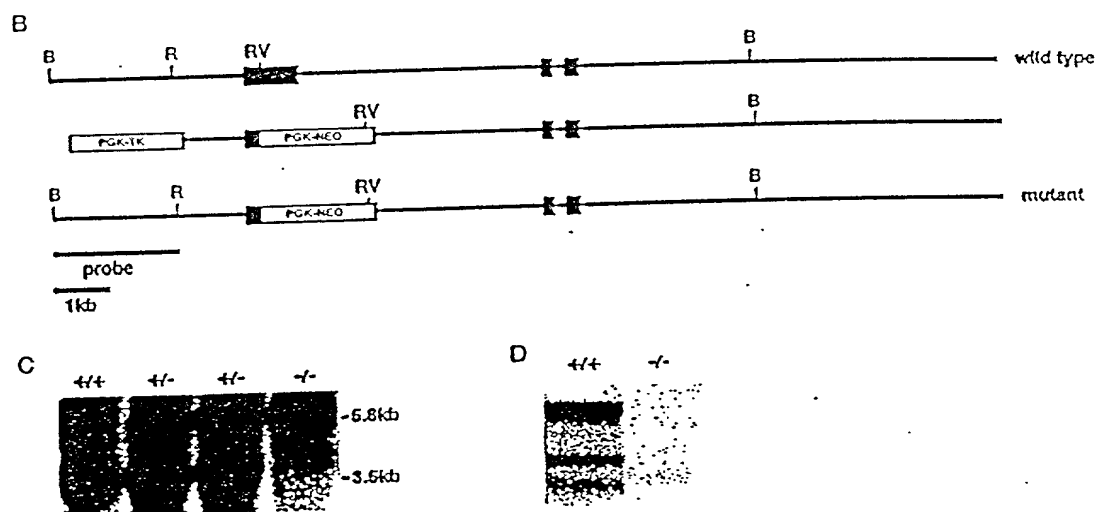 B
B R RV B wild type
RV B
PGK-TK PGK-NEO
B R RV B
PGK-NEO mutant
probe
1kb
C D
+/+ +/- +/- -/- +/+ -/-
-5.8kb
-3.5kb